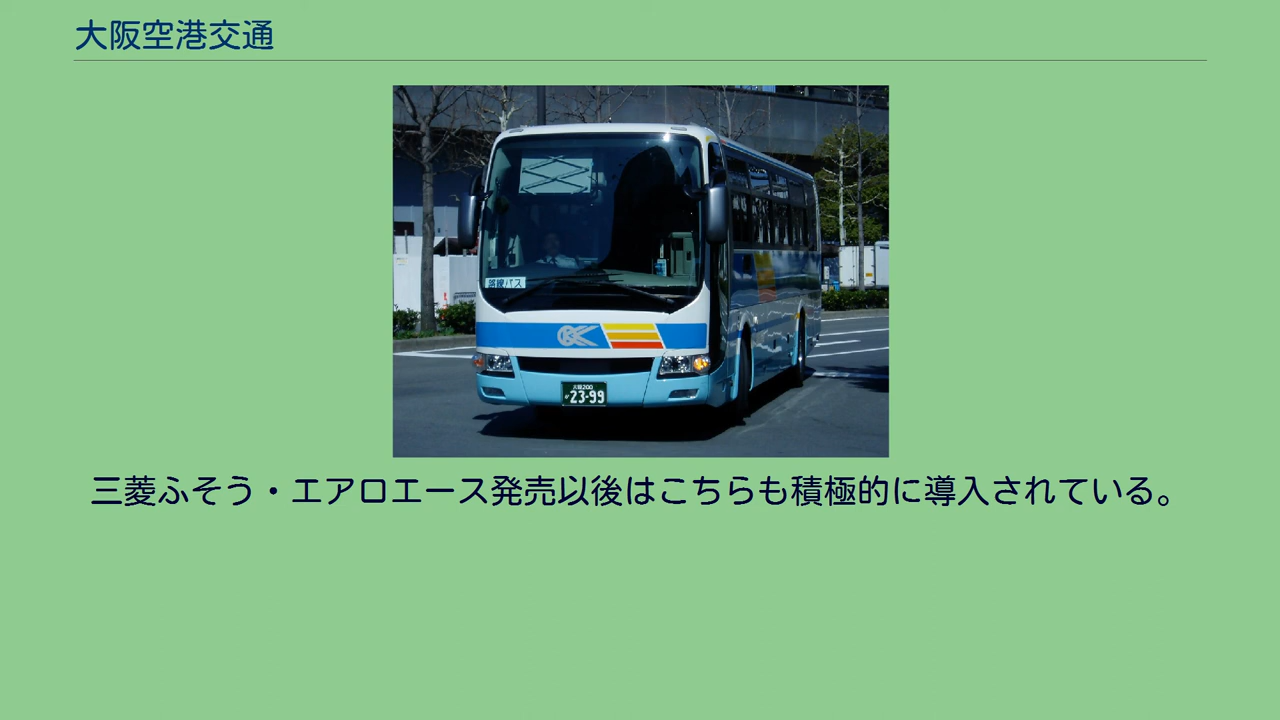 大阪空港交通
路線バス
23-99
三菱ふそう・エアロエース発売以後はこちらも積極的に導入されている。